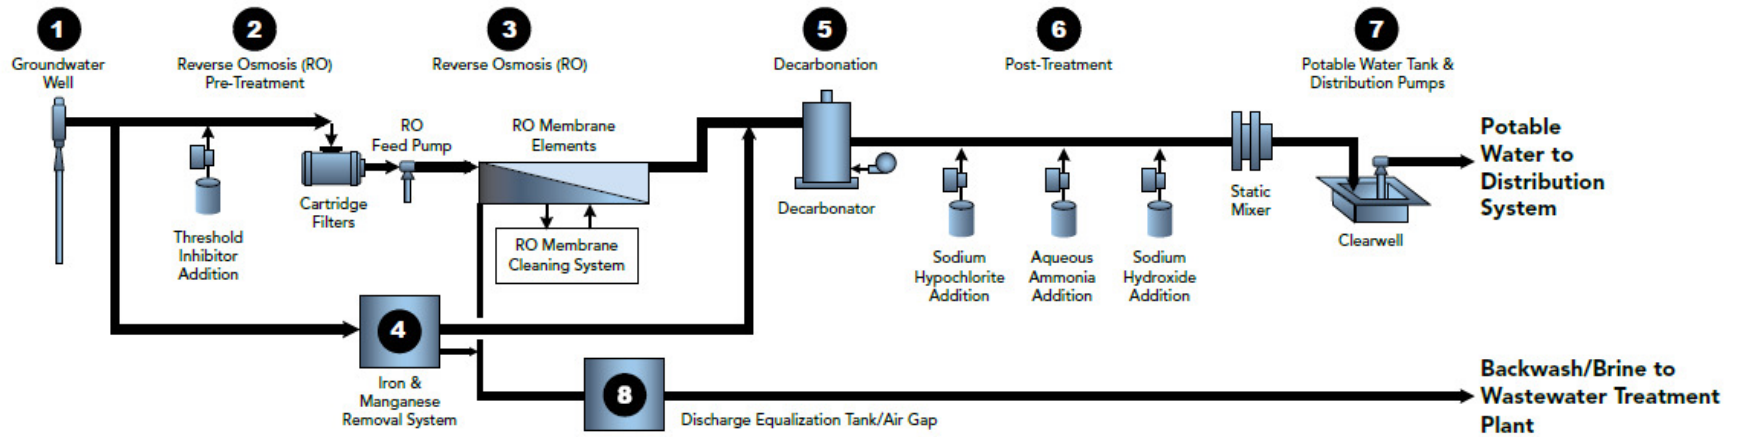 1
Groundwater
Well
2
Reverse Osmosis (RO)
Pre-Treatment
3
Reverse Osmosis (RO)
5
Decarbonation
6
Post-Treatment
7
Potable Water Tank &
Distribution Pumps
Threshold
Inhibitor
Addition
Cartridge
Filters
RO
Feed Pump
RO Membrane
Elements
RO Membrane
Cleaning System
Decarbonator
Sodium
Hypochlorite
Addition
Aqueous
Ammonia
Addition
Sodium
Hydroxide
Addition
Static
Mixer
Clearwell
Potable
Water to
Distribution
System
4
Iron &
Manganese
Removal System
8
Discharge Equalization Tank/Air Gap
Backwash/Brine to
Wastewater Treatment
Plant